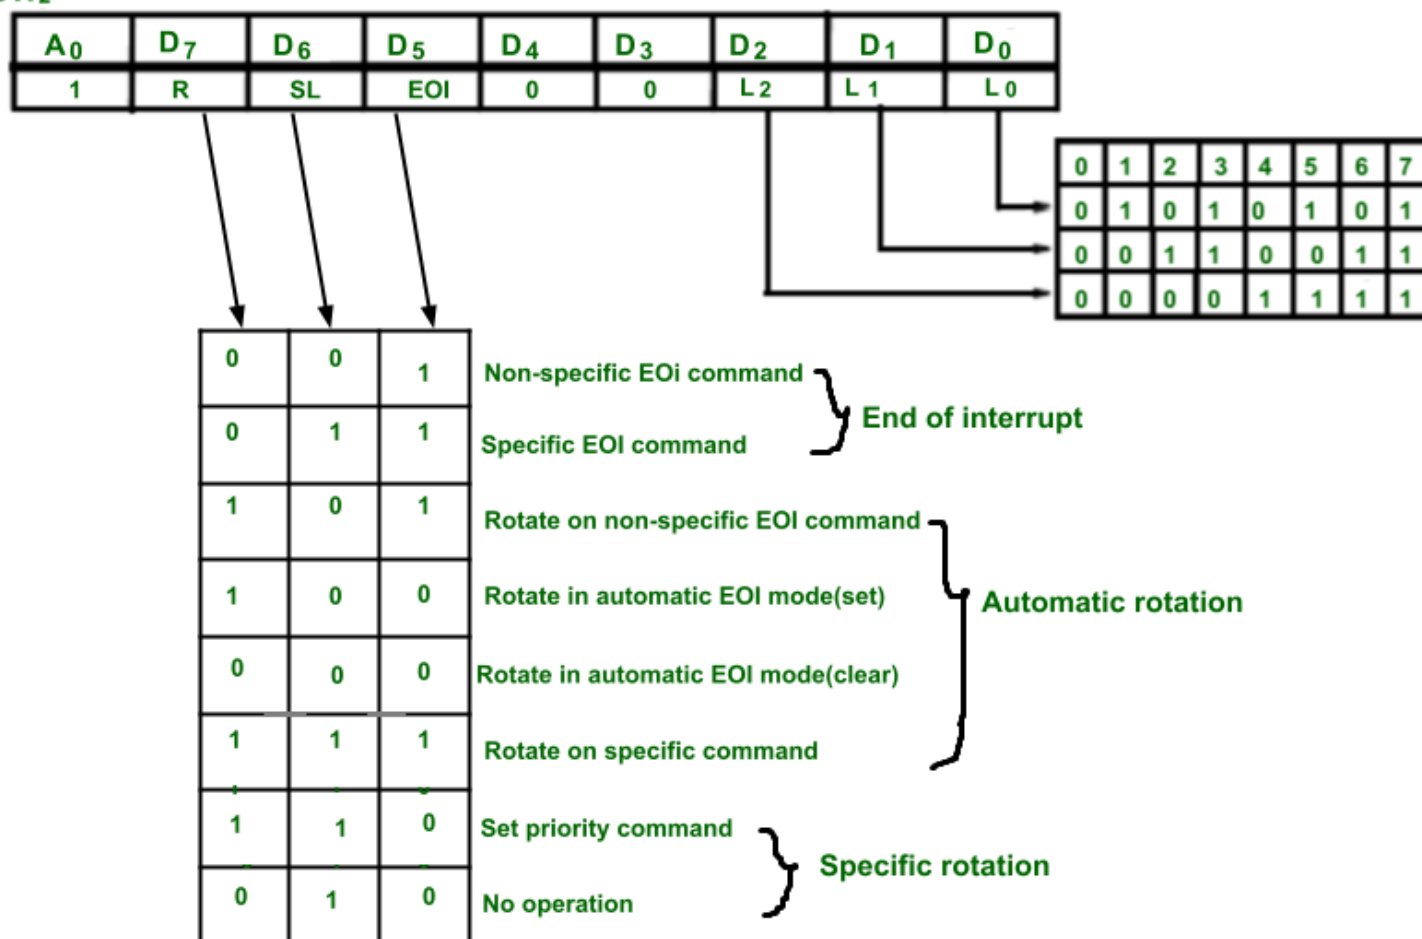 A0 D7 D6 D5 D4 D3 D2 D1 D0
1 R SL EOI 0 0 L2 L1 L0
0 1 2 3 4 5 6 7
0 1 0 1 0 1 0 1
0 0 1 1 0 0 1 1
0 0 0 0 1 1 1 1
0 0 1 Non-specific EOi command
End of interrupt
0 1 1 Specific EOI command
1 0 1 Rotate on non-specific EOI command
1 0 0 Rotate in automatic EOI mode(set)
Automatic rotation
0 0 0 Rotate in automatic EOI mode(clear)
1 1 1 Rotate on specific command
1 1 0 Set priority command
Specific rotation
0 1 0 No operation